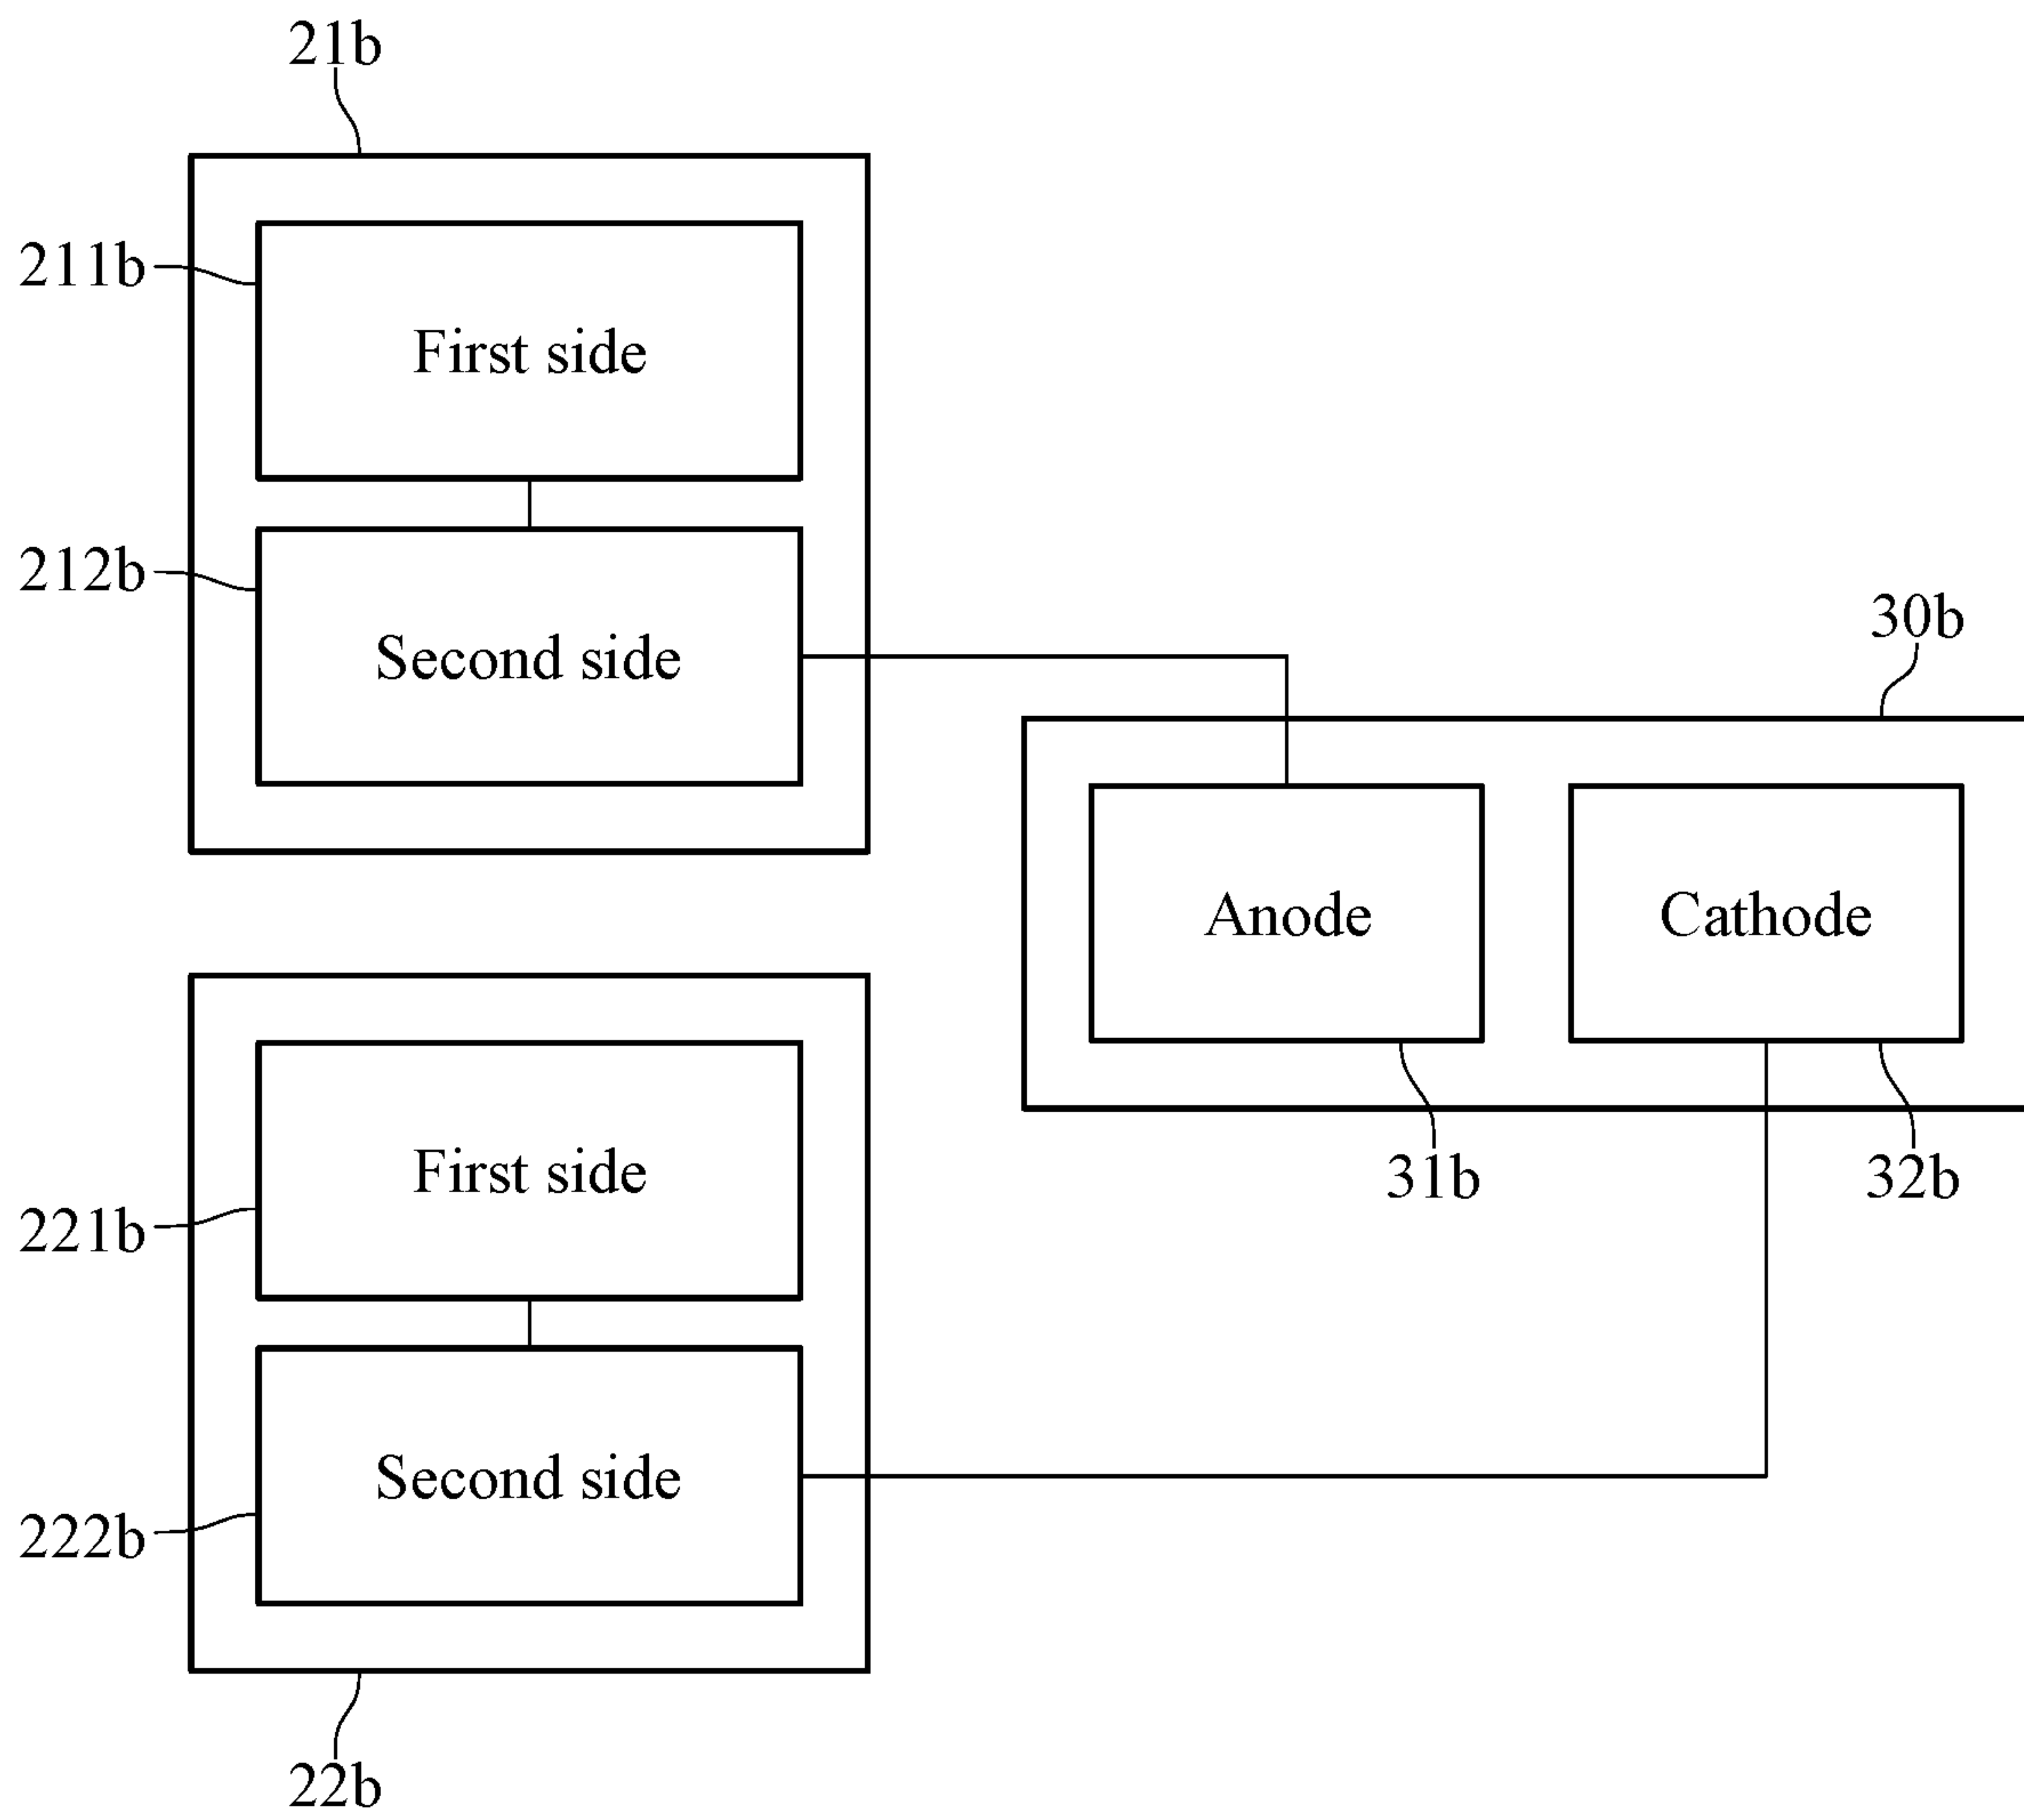 21b
211b
First side
212b
Second side
30b
Anode
Cathode
31b
32b
221b
First side
222b
Second side
22b